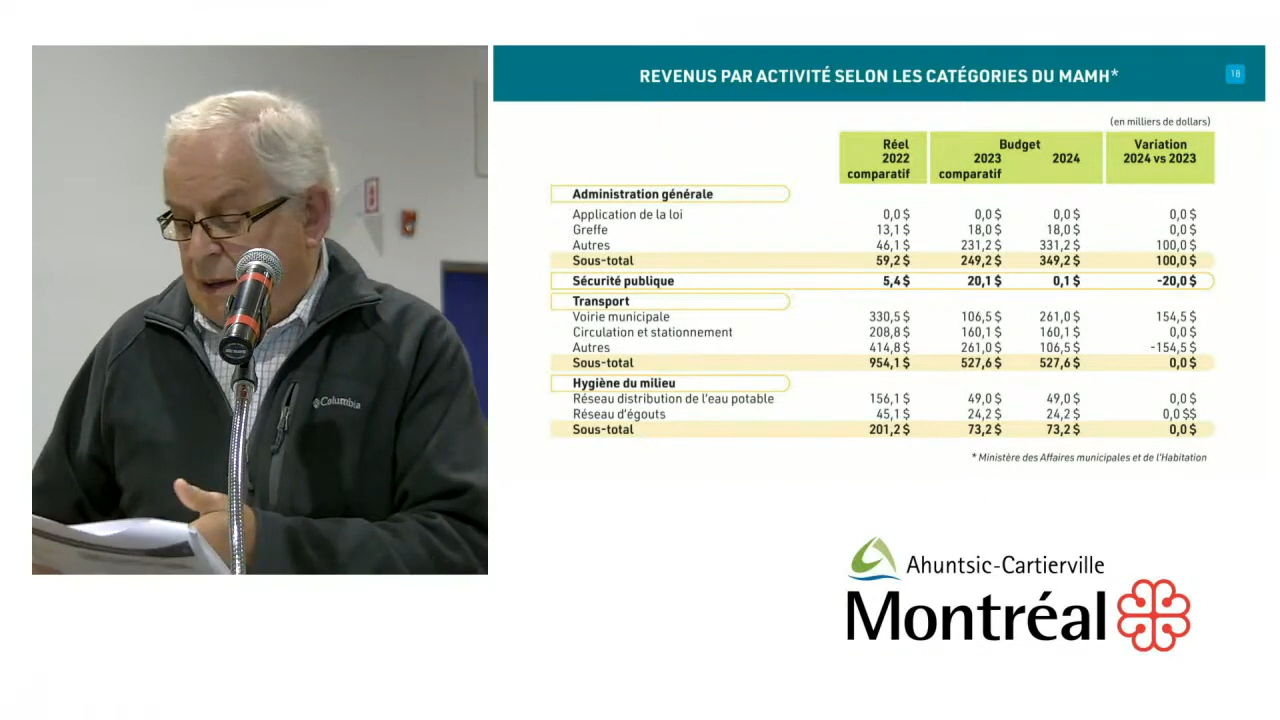 REVENUS PAR ACTIVITÉ SELON LES CATÉGORIES DU MAMH*
18
(en milliers de dollars)
Réel 2022 comparatif
Budget
2023 comparatif
2024
Variation 2024 vs 2023
Administration générale
Application de la loi 0,0 $ 0,0 $ 0,0 $ 0,0 $
Greffe 13,1 $ 18,0 $ 18,0 $ 0,0 $
Autres 46,1 $ 231,2 $ 331,2 $ 100,0 $
Sous-total 59,2 $ 249,2 $ 349,2 $ 100,0 $
Sécurité publique 5,4 $ 20,1 $ 0,1 $ -20,0 $
Transport
Voirie municipale 330,5 $ 106,5 $ 261,0 $ 154,5 $
Circulation et stationnement 208,8 $ 160,1 $ 160,1 $ 0,0 $
Autres 414,8 $ 261,0 $ 106,5 $ -154,5 $
Sous-total 954,1 $ 527,6 $ 527,6 $ 0,0 $
Hygiène du milieu
Réseau distribution de l'eau potable 156,1 $ 49,0 $ 49,0 $ 0,0 $
Réseau d'égouts 45,1 $ 24,2 $ 24,2 $ 0,0 $$
Sous-total 201,2 $ 73,2 $ 73,2 $ 0,0 $
* Ministère des Affaires municipales et de l'Habitation
Columbia
Ahuntsic-Cartierville
Montréal